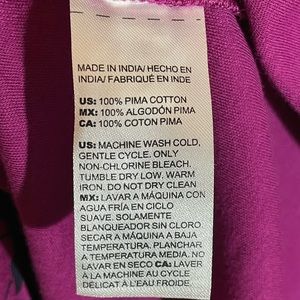 MADE IN INDIA/ HECHO EN
INDIA/ FABRIQUÉ EN INDE
US: 100% PIMA COTTON
MX: 100% ALGODÓN PIMA
CA: 100% COTON PIMA
US: MACHINE WASH COLD,
GENTLE CYCLE. ONLY
NON-CHLORINE BLEACH.
TUMBLE DRY LOW. WARM
IRON. DO NOT DRY CLEAN
MX: LAVAR A MÁQUINA CON
AGUA FRÍA EN CICLO
SUAVE. SOLAMENTE
BLANQUEADOR SIN CLORO
SECAR A MÁQUINA A BAJA
TEMPERATURA. PLANCHAR
A TEMPERATURA MEDIA. NO
LAVAR EN SECO CA: LAVER
À LA MACHINE AU CYCLE
DÉLICAT À L'EAU FROIDE.